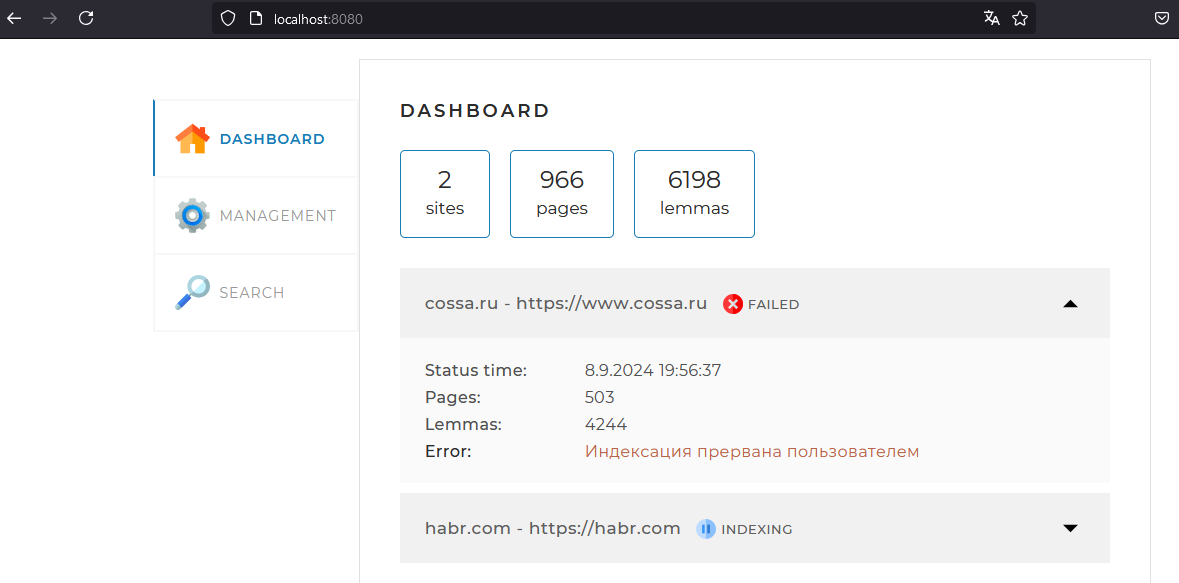 localhost:8080
DASHBOARD
MANAGEMENT
SEARCH
DASHBOARD
2
sites
966
pages
6198
lemmas
cossa.ru - https://www.cossa.ru FAILED
Status time: 8.9.2024 19:56:37
Pages: 503
Lemmas: 4244
Error: Индексация прервана пользователем
habr.com - https://habr.com INDEXING